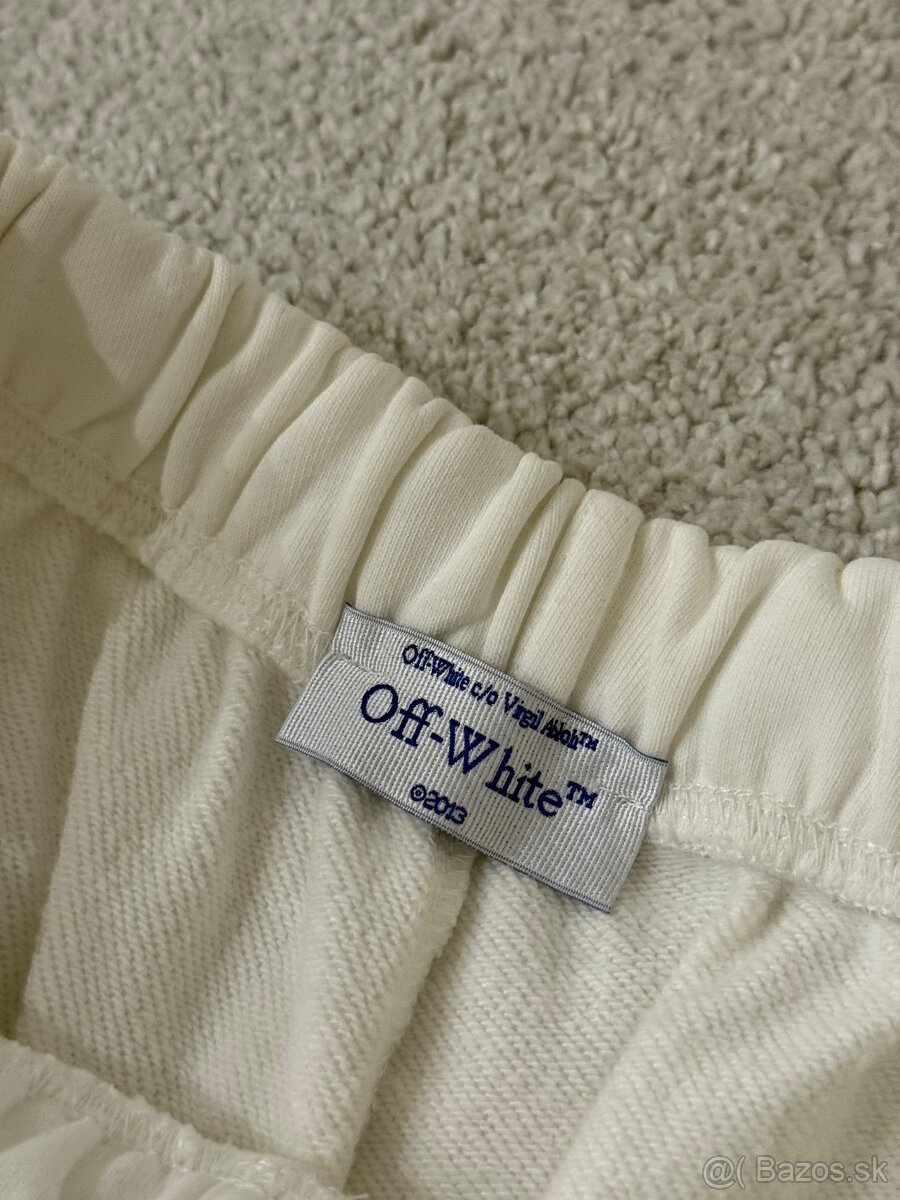 Off-White c/o Virgil Abloh™
Off-White™
©2013
@( Bazos.sk